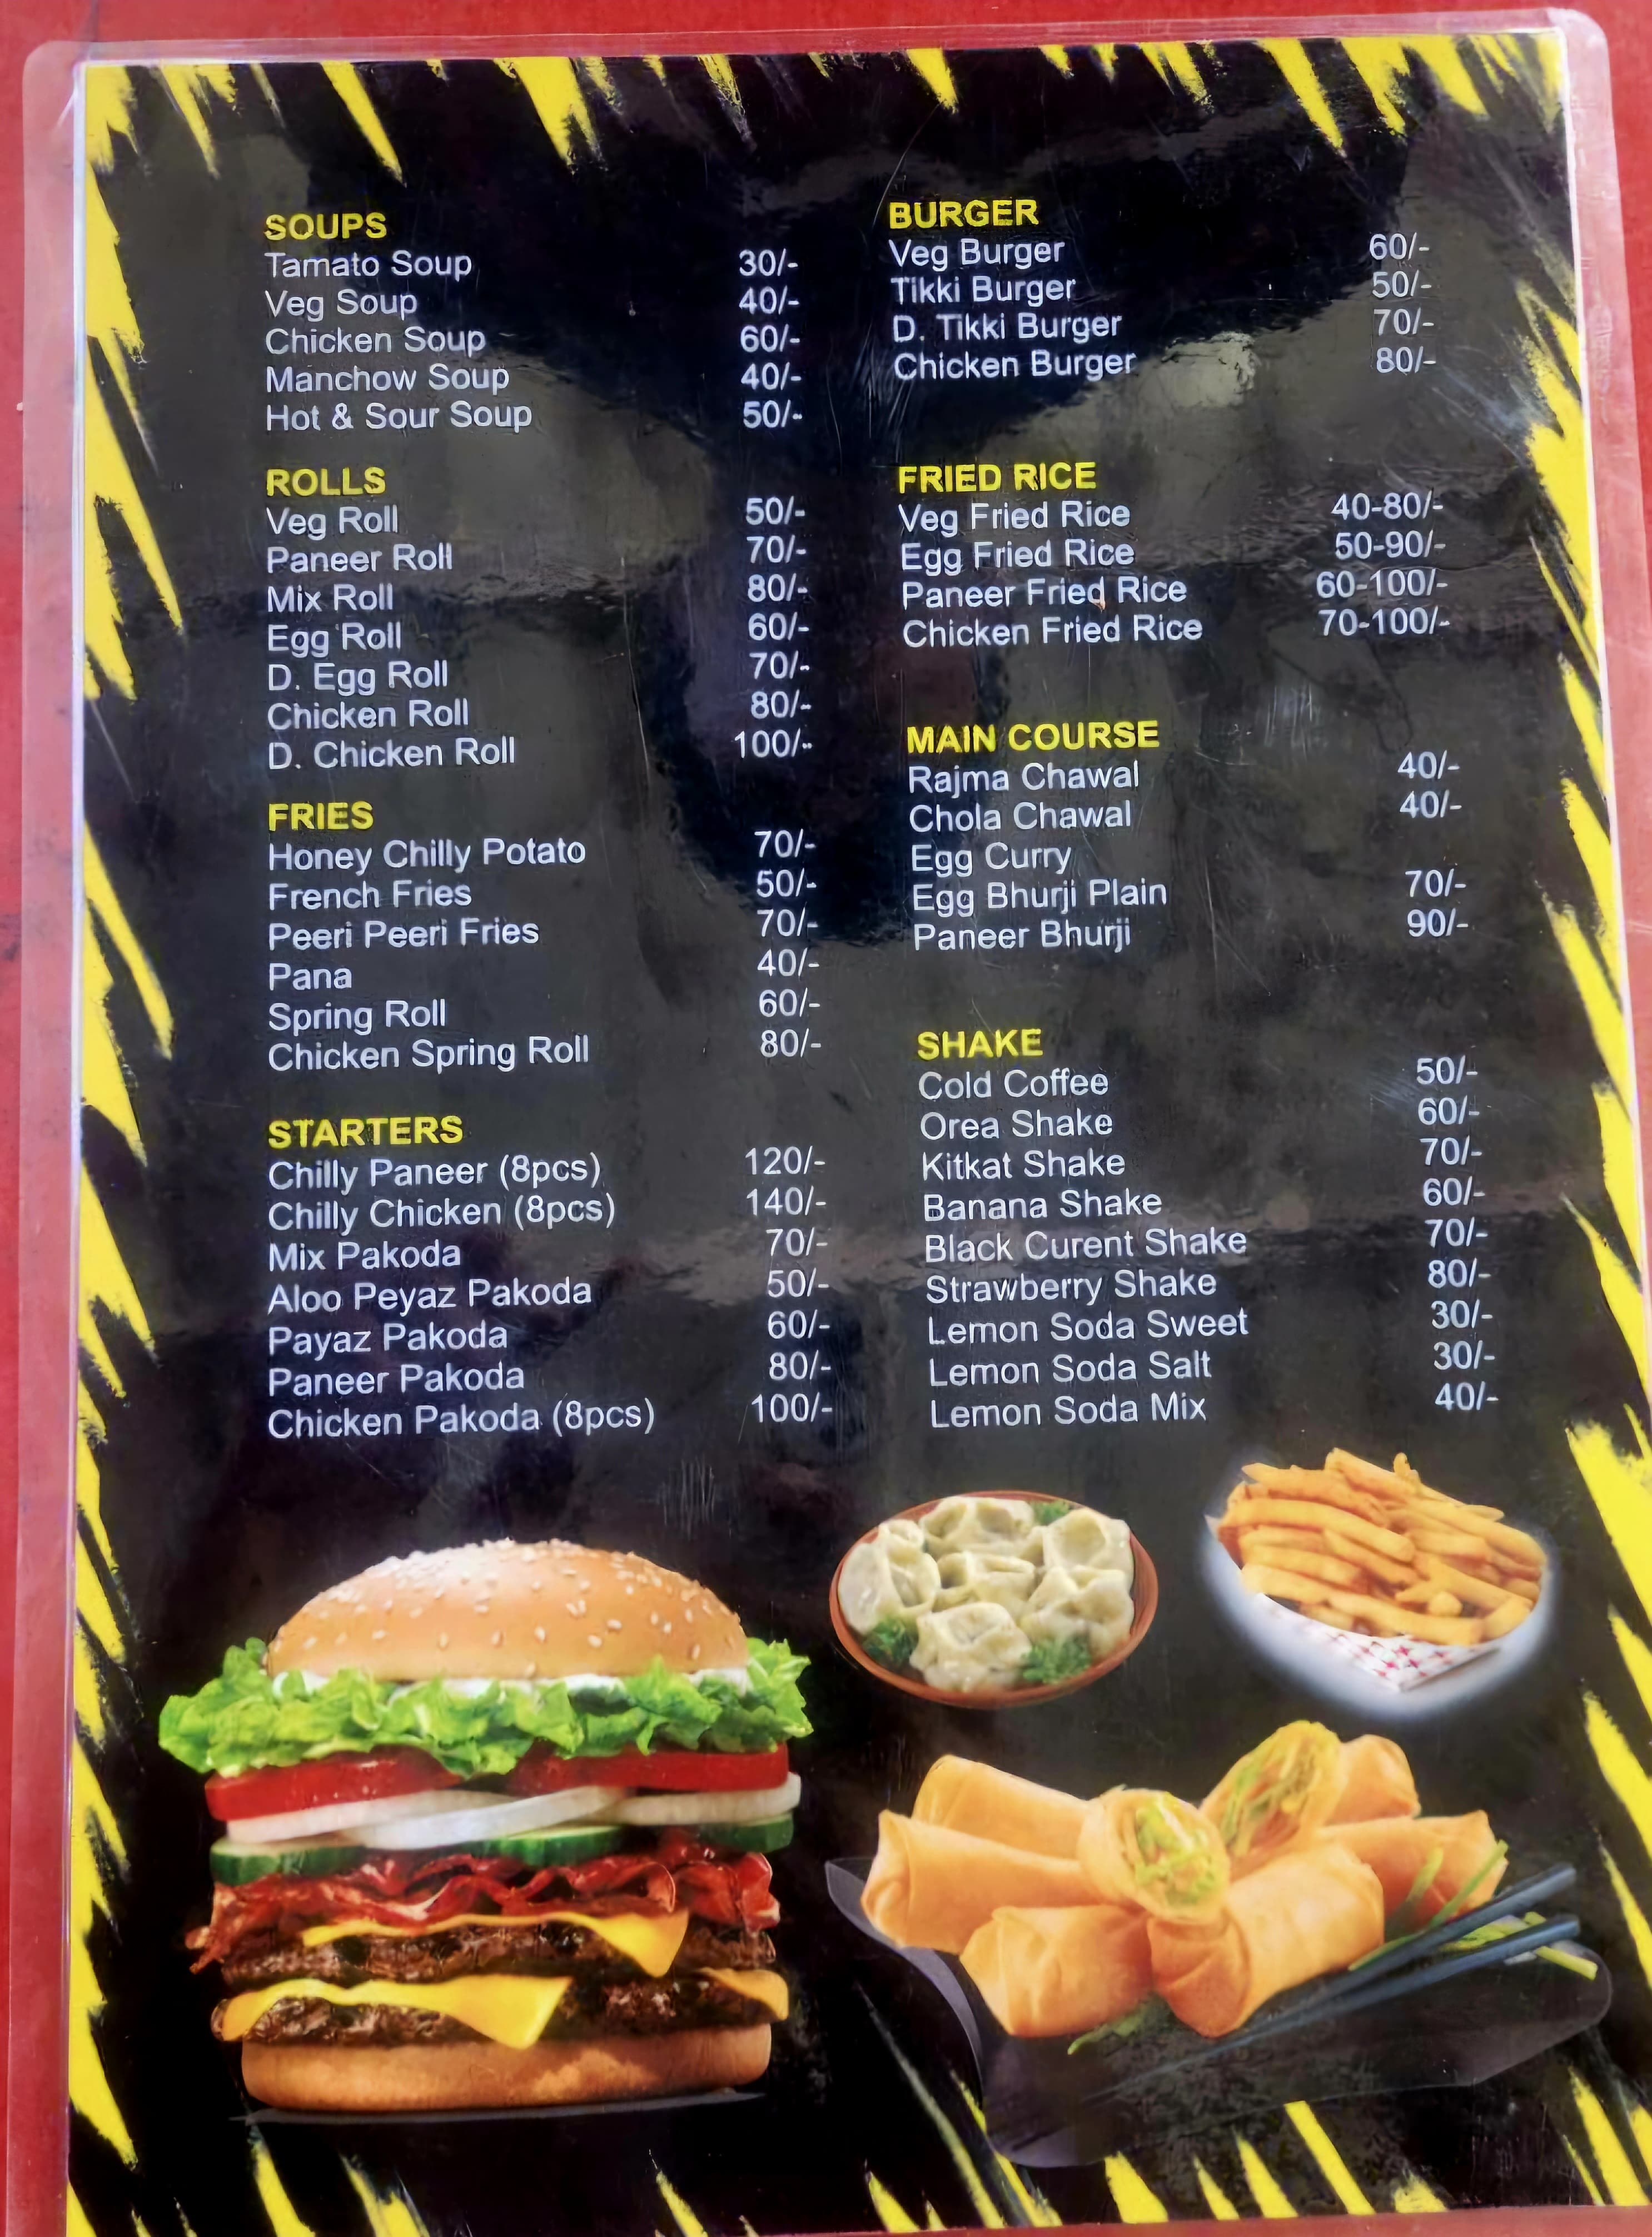 SOUPS
Tamato Soup 30/-
Veg Soup 40/-
Chicken Soup 60/-
Manchow Soup 40/-
Hot & Sour Soup 50/-
ROLLS
Veg Roll 50/-
Paneer Roll 70/-
Mix Roll 80/-
Egg Roll 60/-
D. Egg Roll 70/-
Chicken Roll 80/-
D. Chicken Roll 100/-
FRIES
Honey Chilly Potato 70/-
French Fries 50/-
Peeri Peeri Fries 70/-
Pana 40/-
Spring Roll 60/-
Chicken Spring Roll 80/-
STARTERS
Chilly Paneer (8pcs) 120/-
Chilly Chicken (8pcs) 140/-
Mix Pakoda 70/-
Aloo Peyaz Pakoda 50/-
Payaz Pakoda 60/-
Paneer Pakoda 80/-
Chicken Pakoda (8pcs) 100/-
BURGER
Veg Burger 60/-
Tikki Burger 50/-
D. Tikki Burger 70/-
Chicken Burger 80/-
FRIED RICE
Veg Fried Rice 40-80/-
Egg Fried Rice 50-90/-
Paneer Fried Rice 60-100/-
Chicken Fried Rice 70-100/-
MAIN COURSE
Rajma Chawal 40/-
Chola Chawal 40/-
Egg Curry
Egg Bhurji Plain 70/-
Paneer Bhurji 90/-
SHAKE
Cold Coffee 50/-
Orea Shake 60/-
Kitkat Shake 70/-
Banana Shake 60/-
Black Curent Shake 70/-
Strawberry Shake 80/-
Lemon Soda Sweet 30/-
Lemon Soda Salt 30/-
Lemon Soda Mix 40/-